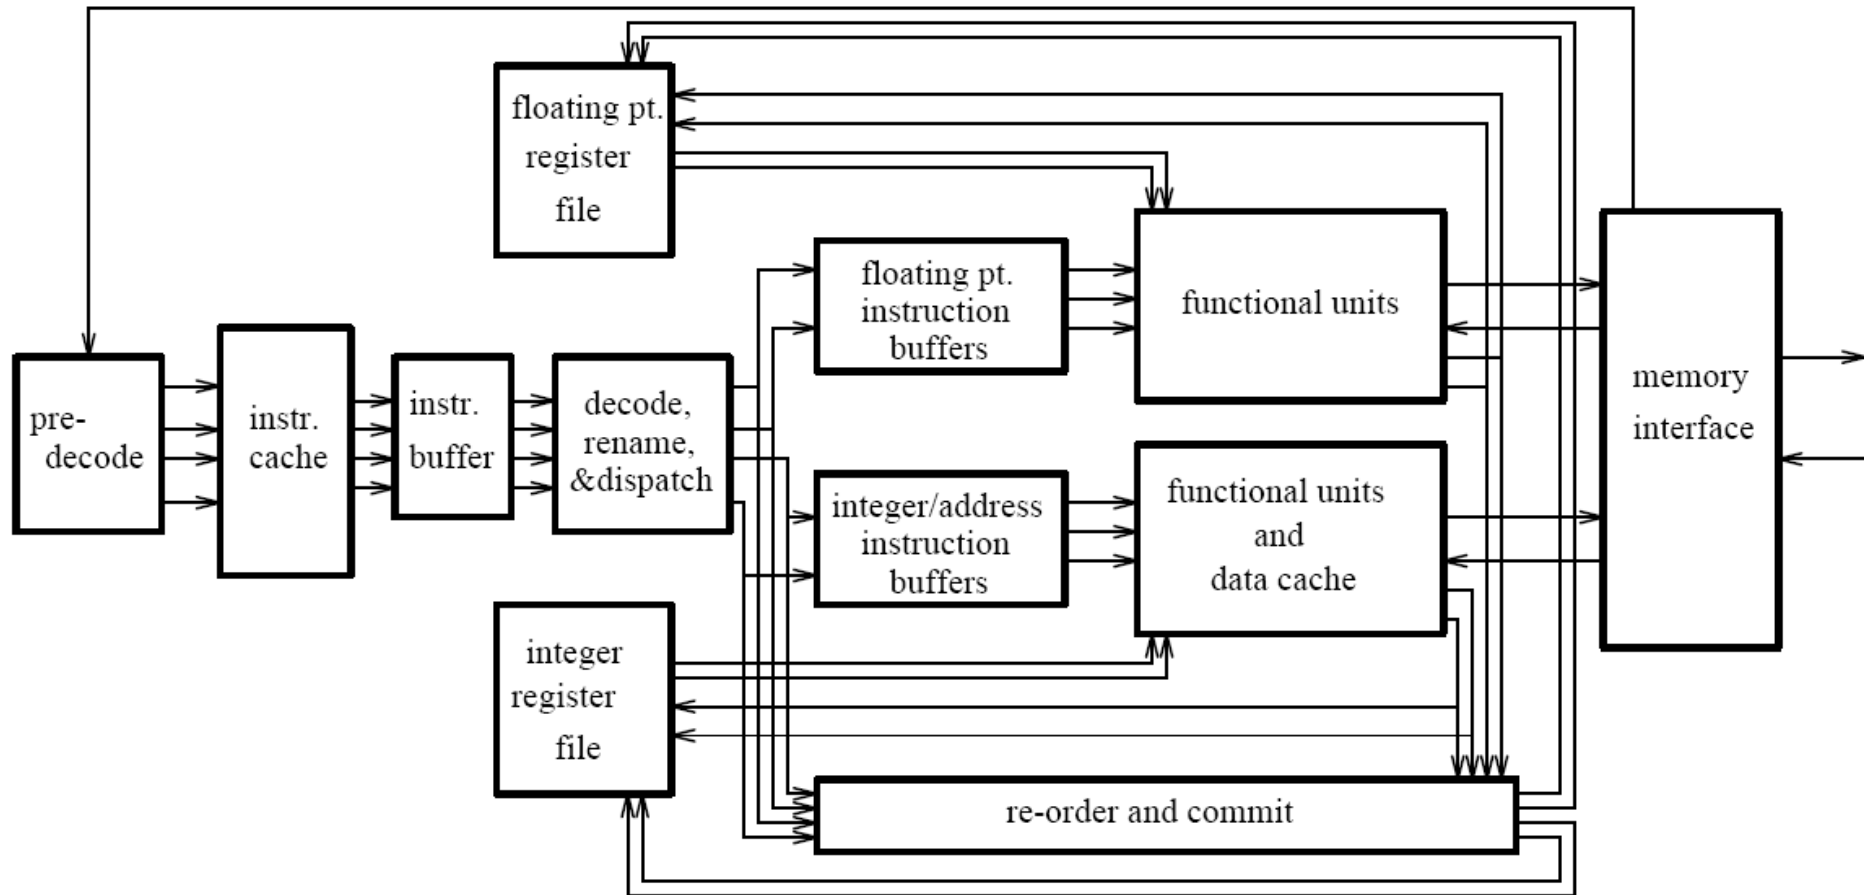 floating pt.
register
file
floating pt.
instruction
buffers
functional units
pre-
decode
instr.
cache
instr.
buffer
decode,
rename,
&dispatch
memory
interface
integer/address
instruction
buffers
functional units
and
data cache
integer
register
file
re-order and commit